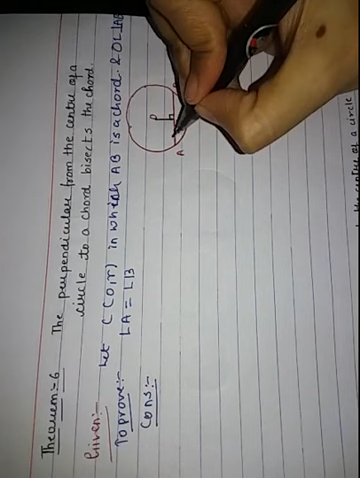 Theorem:-6 The perpendicular from the centre of a
circle to a chord bisects the chord.
Given:- Let C(O,r) in which AB is a chord. & OL⊥AB
To prove:- LA = LB
Cons:-
A